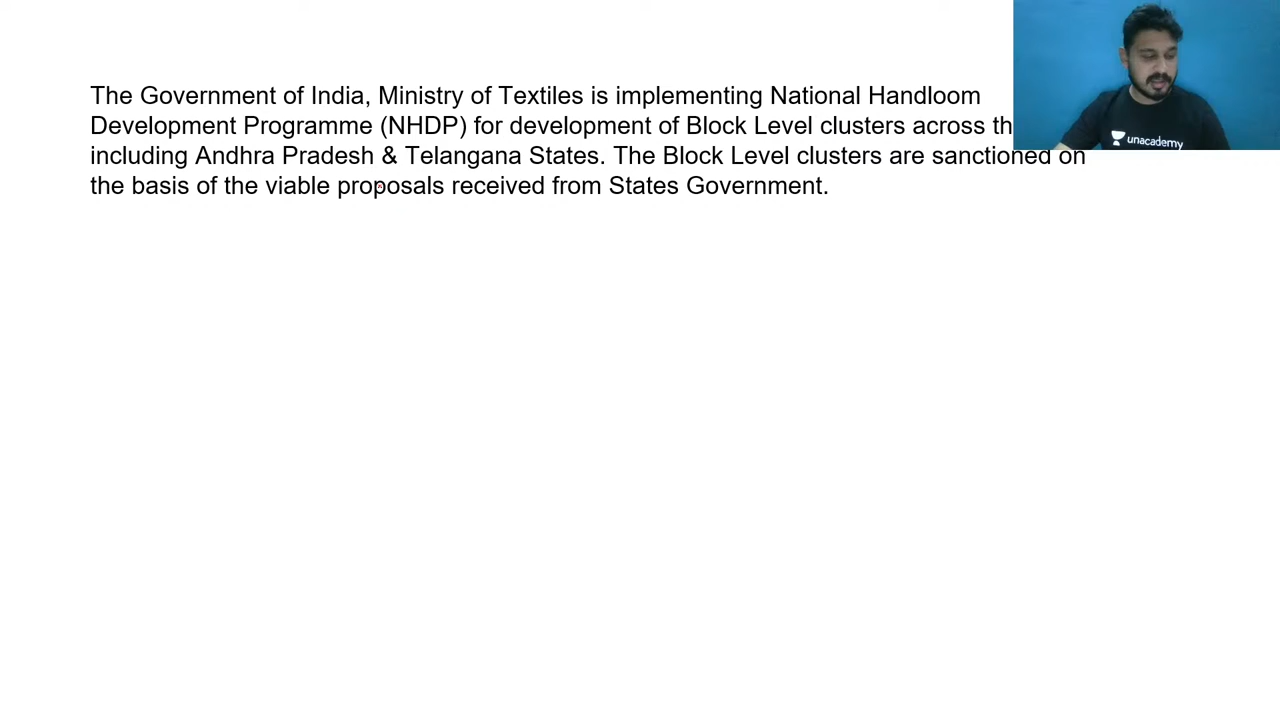 The Government of India, Ministry of Textiles is implementing National Handloom
Development Programme (NHDP) for development of Block Level clusters across
including Andhra Pradesh & Telangana States. The Block Level clusters are sanctioned on
the basis of the viable proposals received from States Government.
unacademy